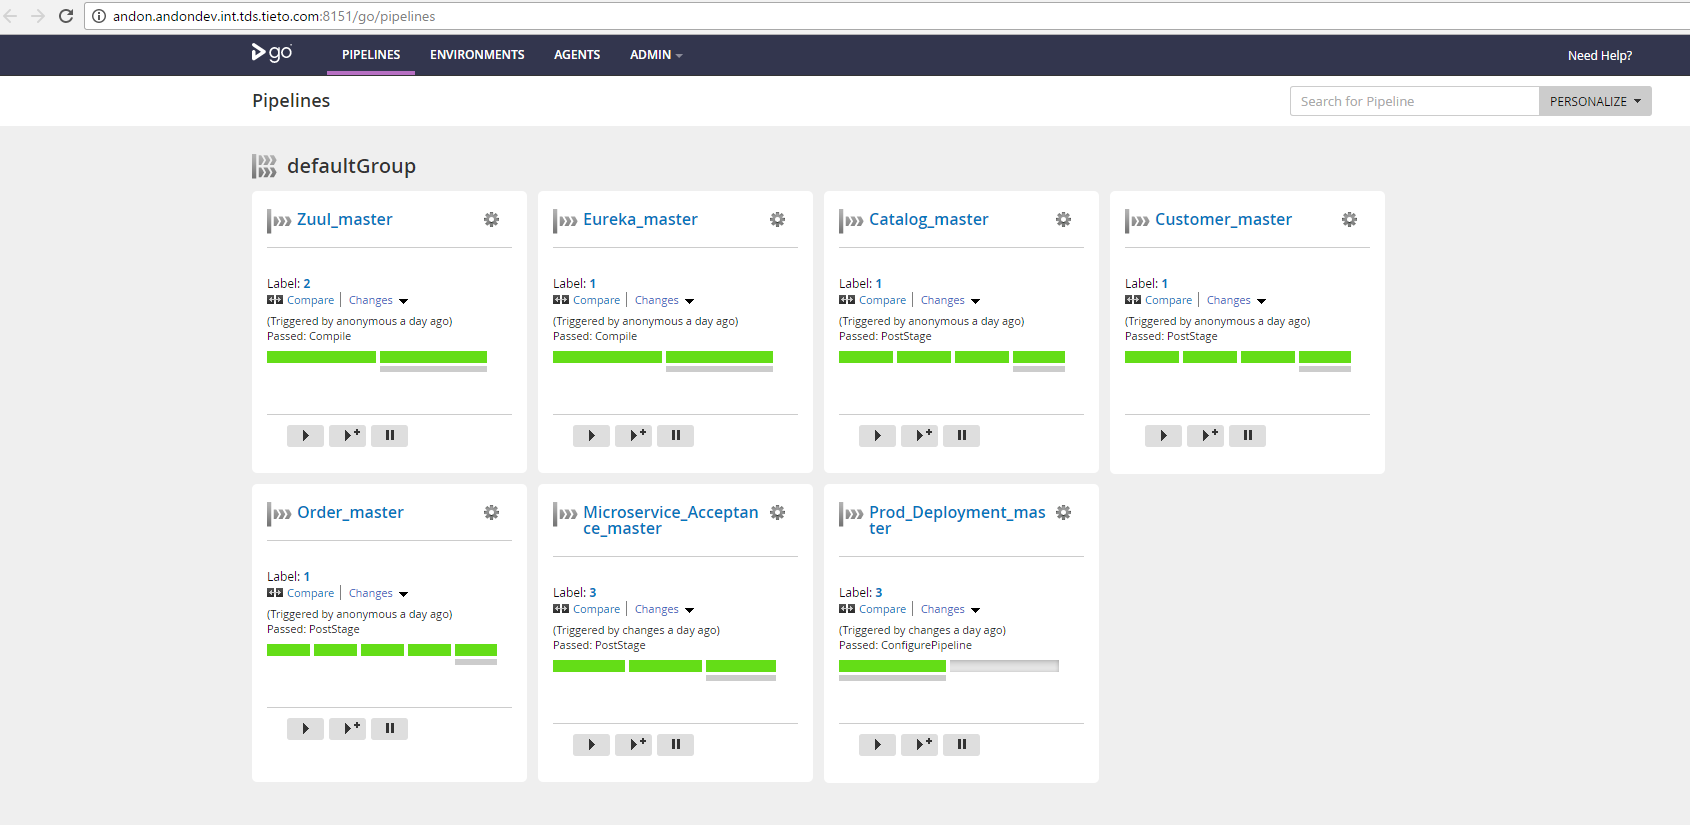 andon.andondev.int.tds.tieto.com:8151/go/pipelines
go PIPELINES ENVIRONMENTS AGENTS ADMIN Need Help?
Pipelines Search for Pipeline PERSONALIZE
defaultGroup
Zuul_master
Label: 2
Compare | Changes
(Triggered by anonymous a day ago)
Passed: Compile
Eureka_master
Label: 1
Compare | Changes
(Triggered by anonymous a day ago)
Passed: Compile
Catalog_master
Label: 1
Compare | Changes
(Triggered by anonymous a day ago)
Passed: PostStage
Customer_master
Label: 1
Compare | Changes
(Triggered by anonymous a day ago)
Passed: PostStage
Order_master
Label: 1
Compare | Changes
(Triggered by anonymous a day ago)
Passed: PostStage
Microservice_Acceptan
ce_master
Label: 3
Compare | Changes
(Triggered by changes a day ago)
Passed: PostStage
Prod_Deployment_mas
ter
Label: 3
Compare | Changes
(Triggered by changes a day ago)
Passed: ConfigurePipeline